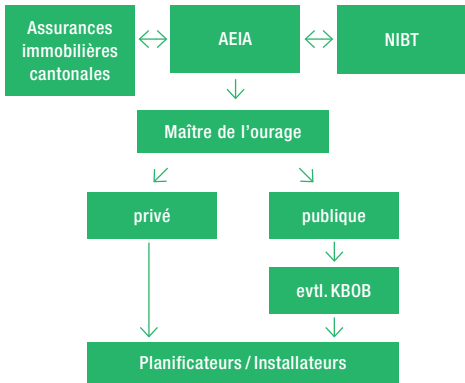 Assurances
immobilières
cantonales
AEIA
NIBT
Maître de l'ourage
privé
publique
evtl. KBOB
Planificateurs / Installateurs